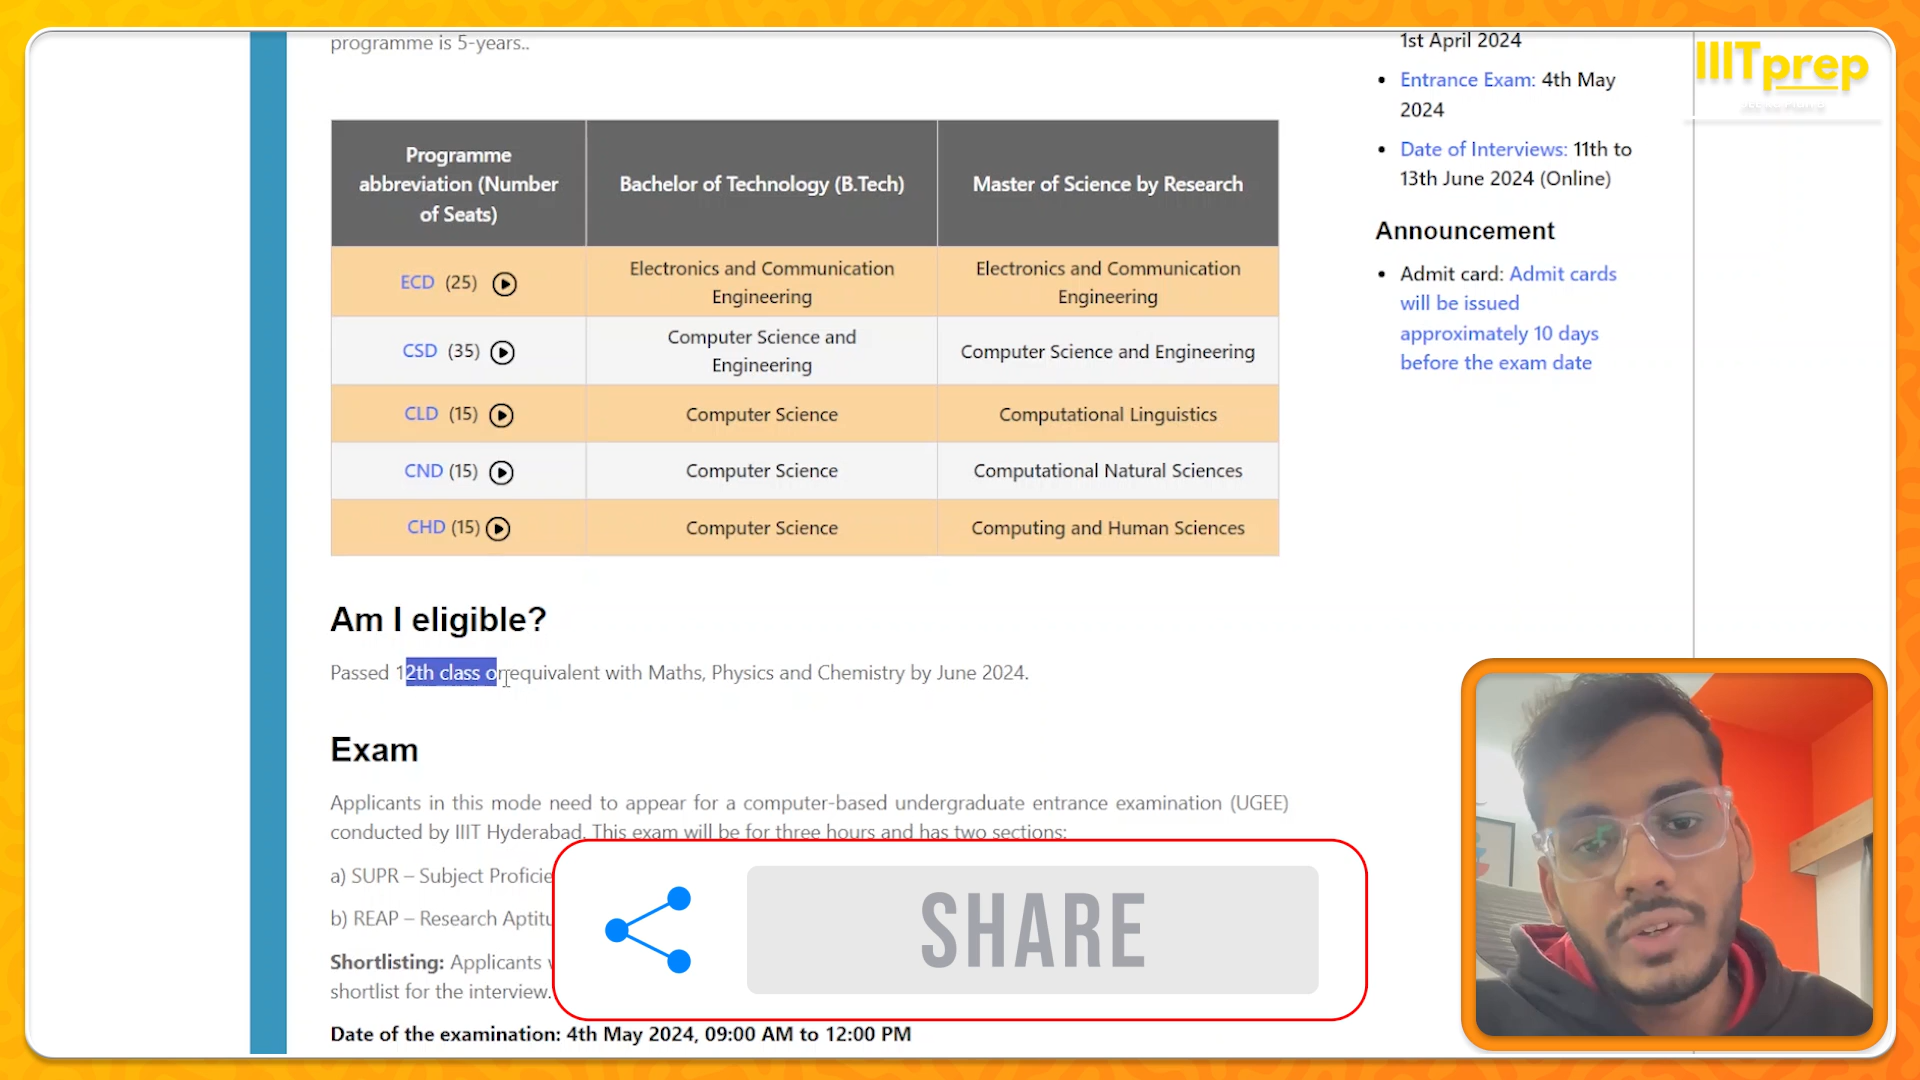 programme is 5-years..
Programme
abbreviation (Number
of Seats)
Bachelor of Technology (B.Tech)
Master of Science by Research
ECD (25)
Electronics and Communication
Engineering
Electronics and Communication
Engineering
CSD (35)
Computer Science and
Engineering
Computer Science and Engineering
CLD (15)
Computer Science
Computational Linguistics
CND (15)
Computer Science
Computational Natural Sciences
CHD (15)
Computer Science
Computing and Human Sciences
Am I eligible?
Passed 12th class or equivalent with Maths, Physics and Chemistry by June 2024.
Exam
Applicants in this mode need to appear for a computer-based undergraduate entrance examination (UGEE)
conducted by IIIT Hyderabad. This exam will be for three hours and has two sections:
a) SUPR – Subject Proficie
b) REAP – Research Aptitu
Shortlisting: Applicants
shortlist for the interview.
Date of the examination: 4th May 2024, 09:00 AM to 12:00 PM
1st April 2024
Entrance Exam: 4th May
2024
Date of Interviews: 11th to
13th June 2024 (Online)
Announcement
Admit card: Admit cards
will be issued
approximately 10 days
before the exam date
IIITprep
SHARE